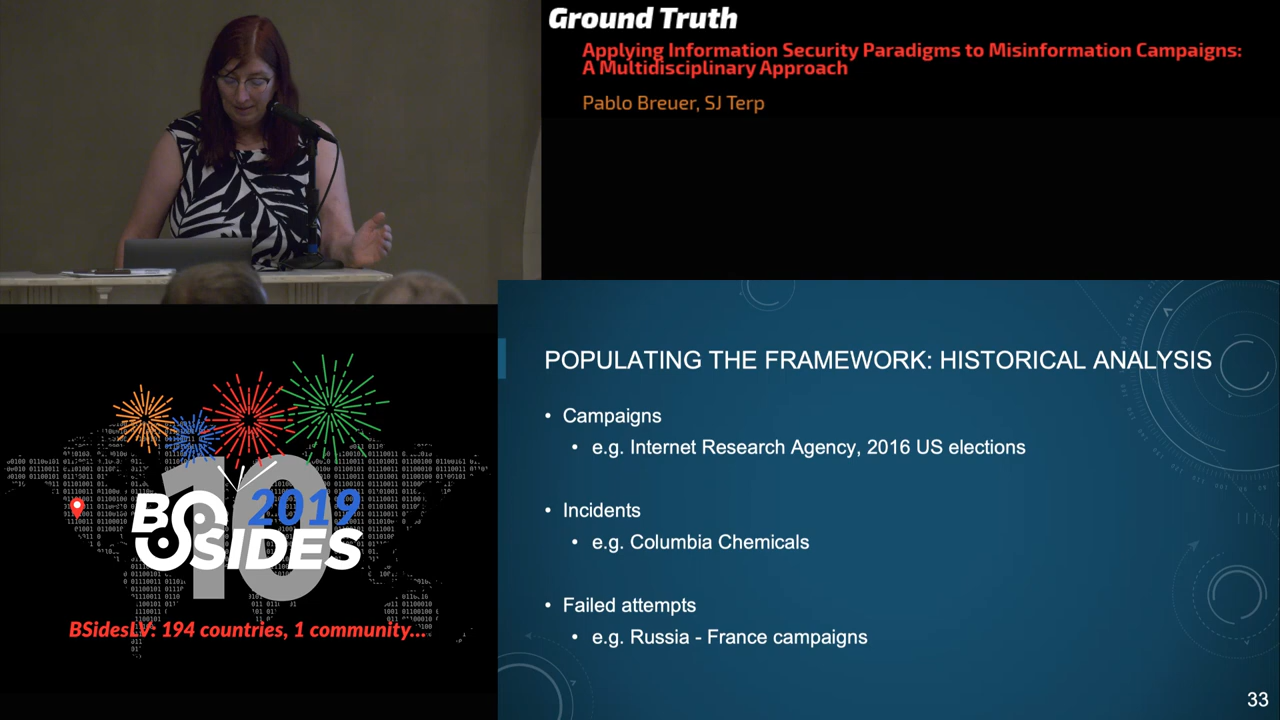 Ground Truth
Applying Information Security Paradigms to Misinformation Campaigns:
A Multidisciplinary Approach
Pablo Breuer, SJ Terp
POPULATING THE FRAMEWORK: HISTORICAL ANALYSIS
• Campaigns
• e.g. Internet Research Agency, 2016 US elections
• Incidents
• e.g. Columbia Chemicals
• Failed attempts
• e.g. Russia - France campaigns
33
10
2019
BSIDES
BSidesLV: 194 countries, 1 community...